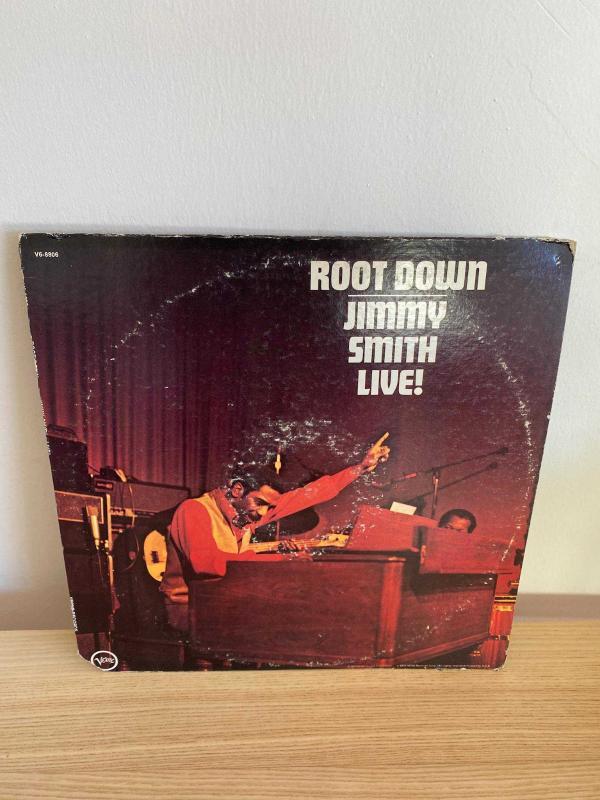 V6-8806
ROOT DOWN
JIMMY
SMITH
LIVE!
Verve